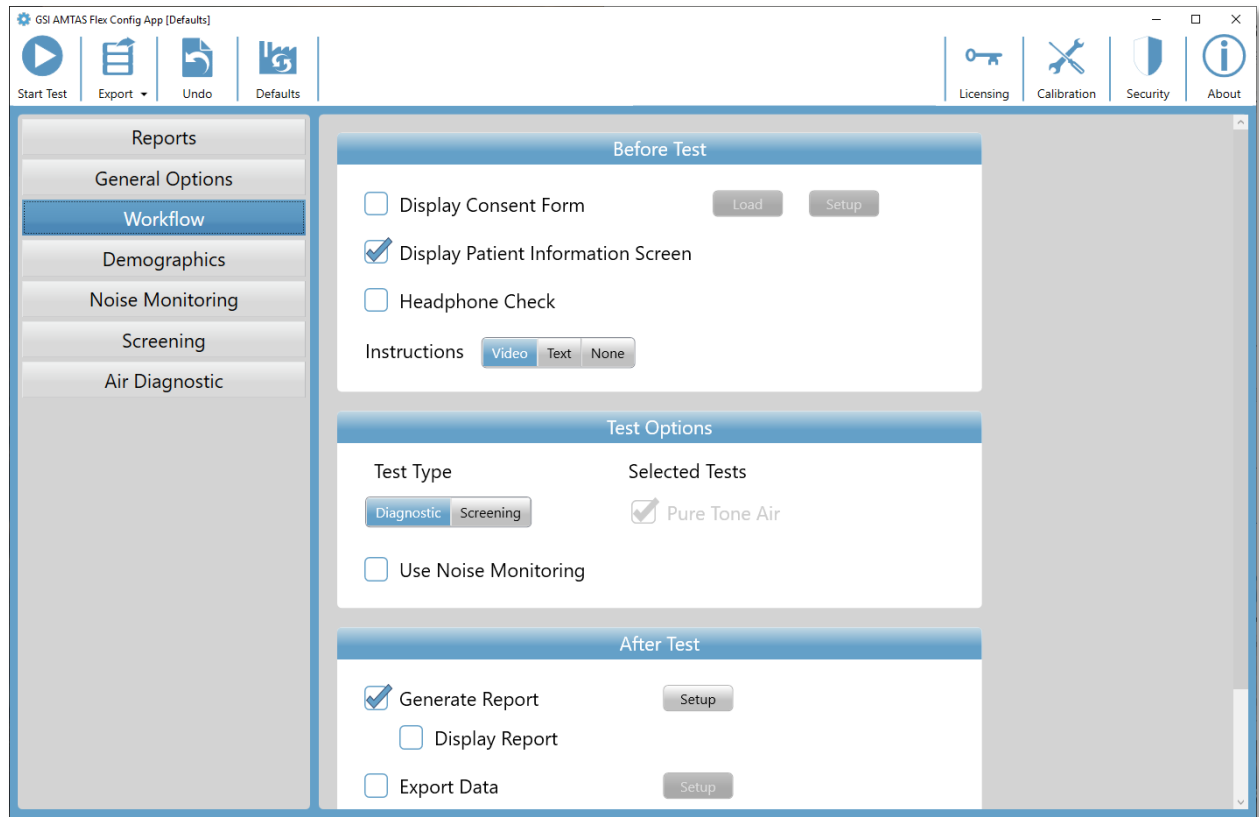 GSI AMTAS Flex Config App [Defaults]
Start Test
Export
Undo
Defaults
Licensing
Calibration
Security
About
Reports
General Options
Workflow
Demographics
Noise Monitoring
Screening
Air Diagnostic
Before Test
Display Consent Form
Load
Setup
Display Patient Information Screen
Headphone Check
Instructions
Video
Text
None
Test Options
Test Type
Selected Tests
Diagnostic
Screening
Pure Tone Air
Use Noise Monitoring
After Test
Generate Report
Setup
Display Report
Export Data
Setup